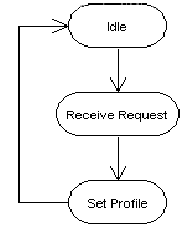 Idle
Receive Request
Set Profile